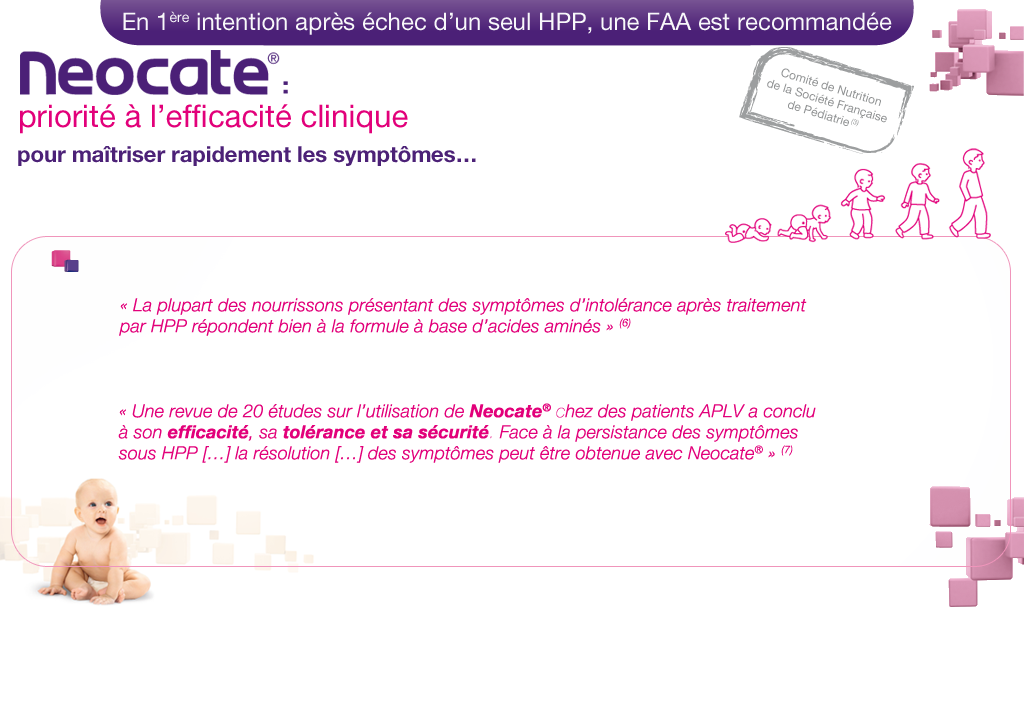 En 1ère intention après échec d’un seul HPP, une FAA est recommandée
Neocate® :
priorité à l’efficacité clinique
pour maîtriser rapidement les symptômes…
Comité de Nutrition
de la Société Française
de Pédiatrie (3)
« La plupart des nourrissons présentant des symptômes d'intolérance après traitement
par HPP répondent bien à la formule à base d'acides aminés » (6)
« Une revue de 20 études sur l'utilisation de Neocate® chez des patients APLV a conclu
à son efficacité, sa tolérance et sa sécurité. Face à la persistance des symptômes
sous HPP […] la résolution […] des symptômes peut être obtenue avec Neocate® » (7)